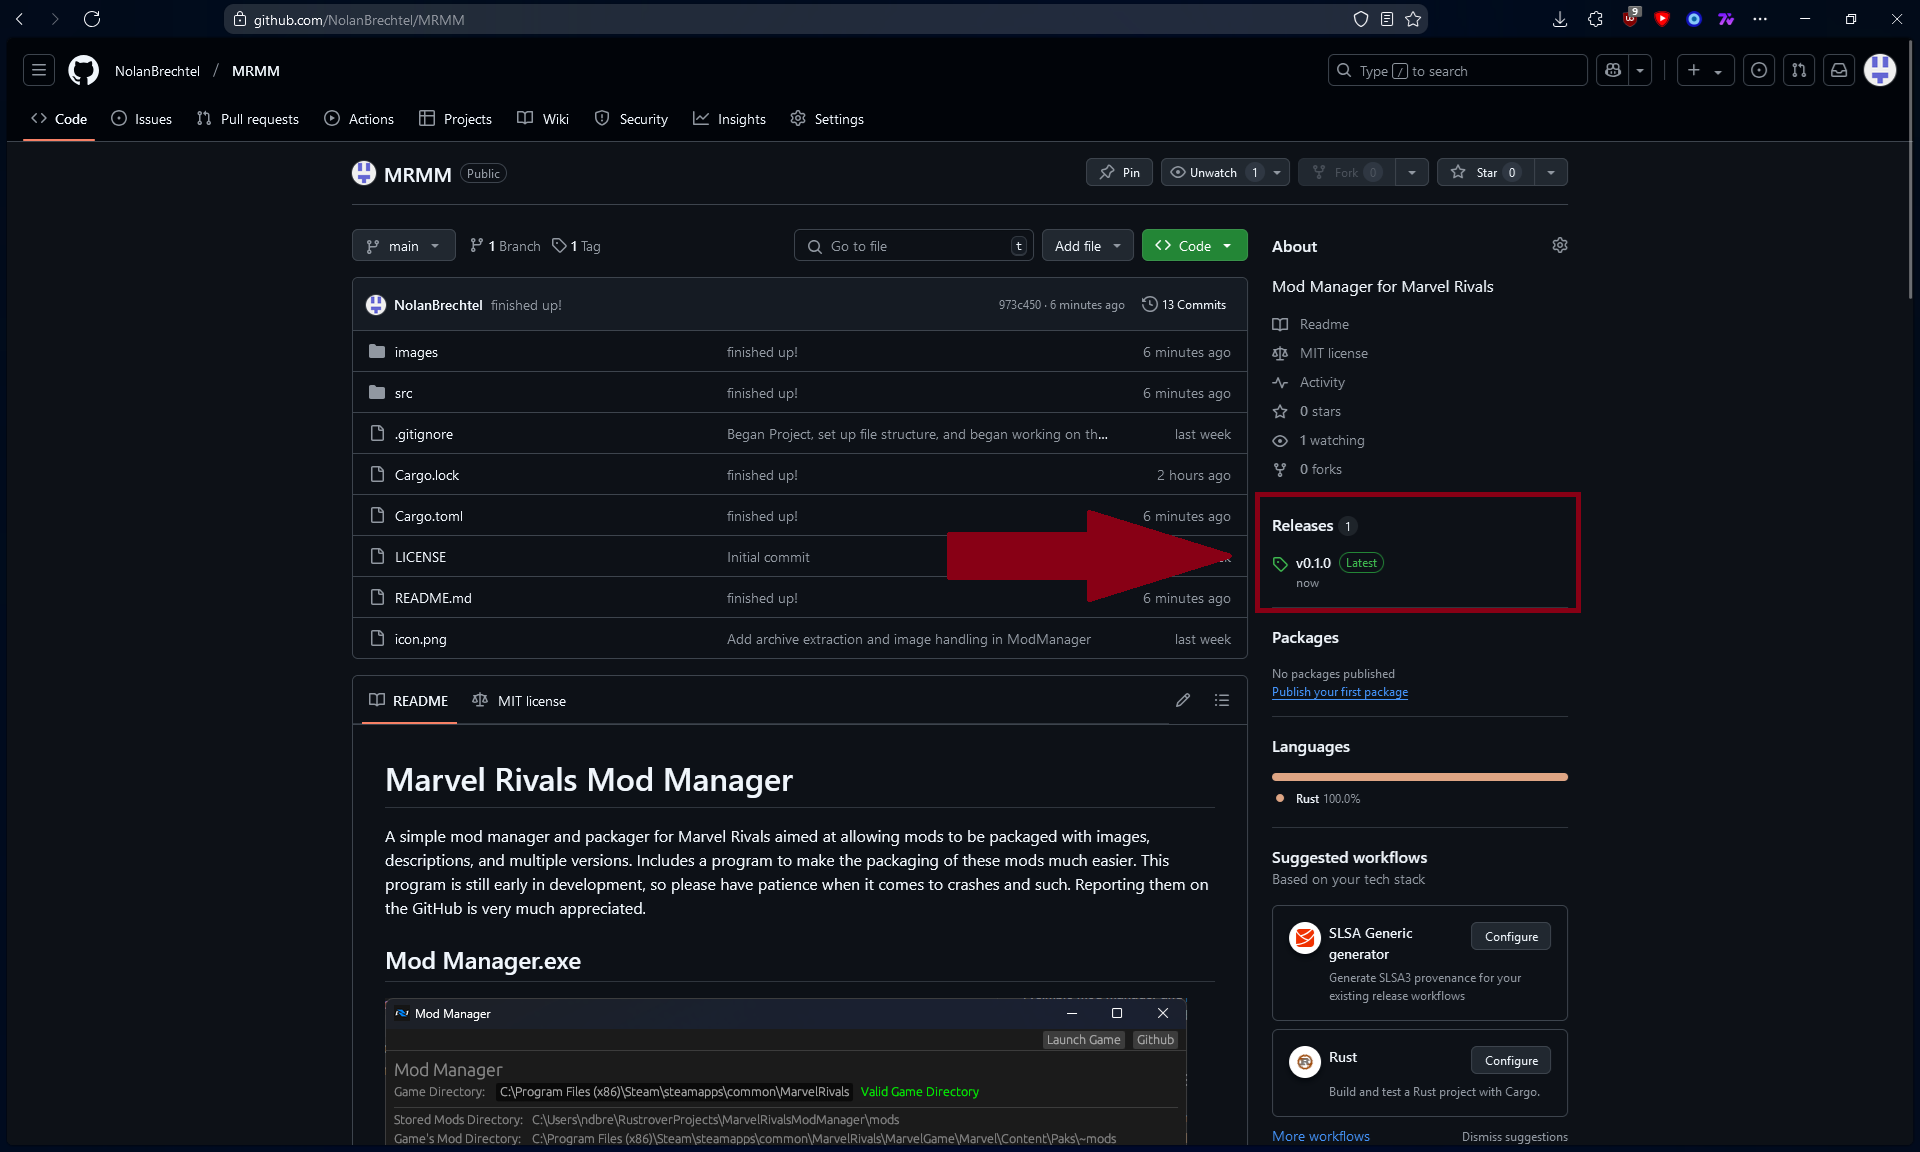 github.com/NolanBrechtel/MRMM
9
NolanBrechtel / MRMM
Type / to search
Code Issues Pull requests Actions Projects Wiki Security Insights Settings
MRMM Public
Pin Unwatch 1 Fork 0 Star 0
main 1 Branch 1 Tag
Go to file t Add file Code
NolanBrechtel finished up! 973c450 · 6 minutes ago 13 Commits
images finished up! 6 minutes ago
src finished up! 6 minutes ago
.gitignore Began Project, set up file structure, and began working on th... last week
Cargo.lock finished up! 2 hours ago
Cargo.toml finished up! 6 minutes ago
LICENSE Initial commit
README.md finished up! 6 minutes ago
icon.png Add archive extraction and image handling in ModManager last week
README MIT license
Marvel Rivals Mod Manager
A simple mod manager and packager for Marvel Rivals aimed at allowing mods to be packaged with images,
descriptions, and multiple versions. Includes a program to make the packaging of these mods much easier. This
program is still early in development, so please have patience when it comes to crashes and such. Reporting them on
the GitHub is very much appreciated.
Mod Manager.exe
Mod Manager
Launch Game Github
Mod Manager
Game Directory: C:\Program Files (x86)\Steam\steamapps\common\MarvelRivals Valid Game Directory
Stored Mods Directory: C:\Users\ndbre\RustroverProjects\MarvelRivalsModManager\mods
Game's Mod Directory: C:\Program Files (x86)\Steam\steamapps\common\MarvelRivals\MarvelGame\Marvel\Content\Paks\~mods
About
Mod Manager for Marvel Rivals
Readme
MIT license
Activity
0 stars
1 watching
0 forks
Releases 1
v0.1.0 Latest
now
Packages
No packages published
Publish your first package
Languages
Rust 100.0%
Suggested workflows
Based on your tech stack
SLSA Generic
generator
Configure
Generate SLSA3 provenance for your
existing release workflows
Rust
Configure
Build and test a Rust project with Cargo.
More workflows Dismiss suggestions